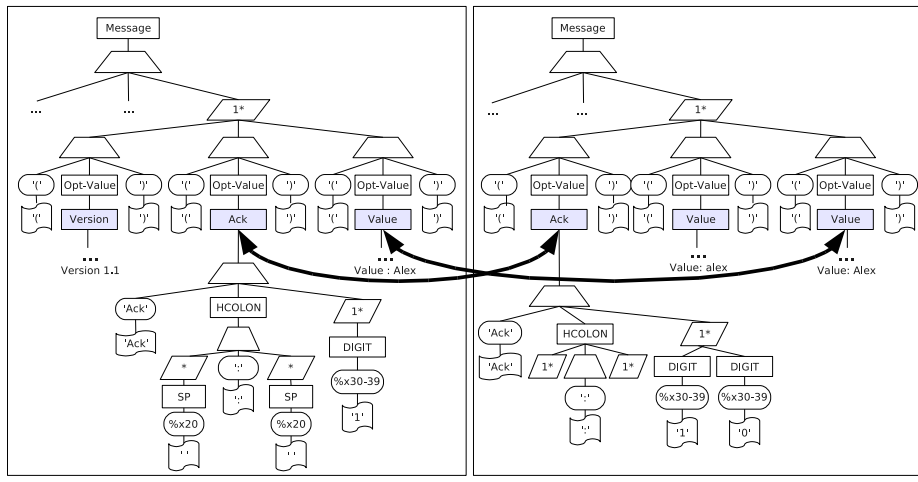 Message
...
...
1*
'('
Opt-Value
')'
'('
Opt-Value
')'
'('
Opt-Value
')'
'('
Version
')'
'('
Ack
')'
'('
Value
')'
...
Version 1.1
...
Value : Alex
'Ack'
HCOLON
1*
'Ack'
DIGIT
*
':'
*
%x30-39
SP
':'
SP
'1'
%x20
%x20
' '
' '
Message
...
...
1*
'('
Opt-Value
')'
'('
Opt-Value
')'
'('
Opt-Value
')'
'('
Ack
')'
'('
Value
')'
'('
Value
')'
...
Value: alex
...
Value: Alex
'Ack'
HCOLON
1*
'Ack'
1*
1*
DIGIT
DIGIT
':'
%x30-39
%x30-39
':'
'1'
'0'